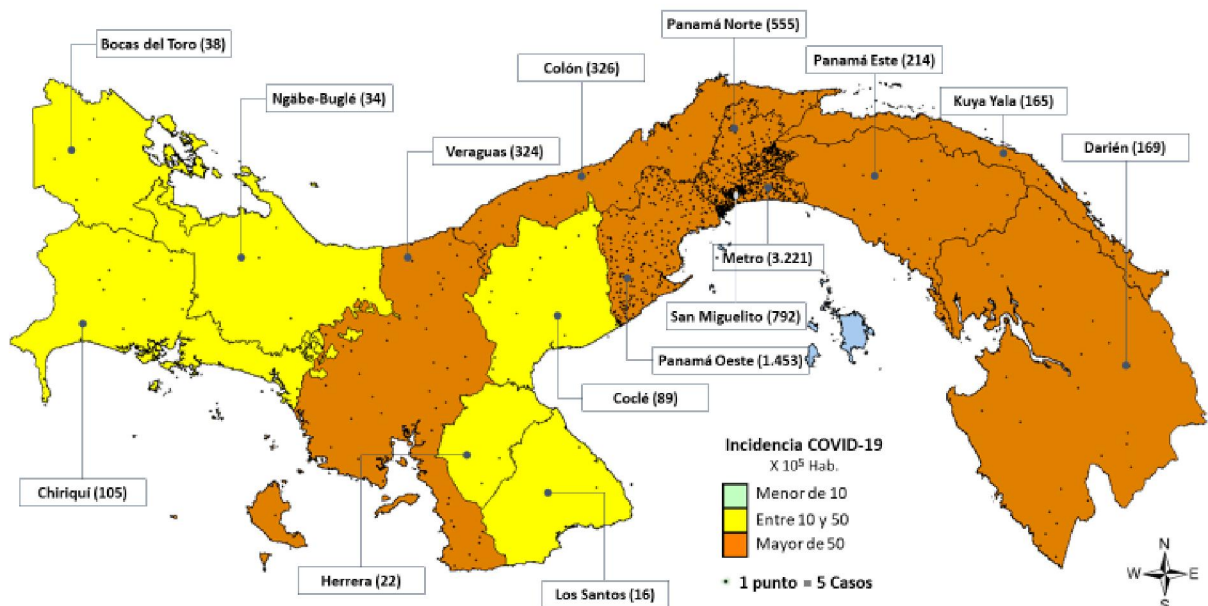 Panamá Norte (555)
Bocas del Toro (38)
Colón (326)
Panamá Este (214)
Ngäbe-Buglé (34)
Kuya Yala (165)
Veraguas (324)
Darién (169)
Metro (3.221)
San Miguelito (792)
Panamá Oeste (1.453)
Coclé (89)
Chiriquí (105)
Herrera (22)
Los Santos (16)
Incidencia COVID-19
X 10⁵ Hab.
Menor de 10
Entre 10 y 50
Mayor de 50
1 punto = 5 Casos
N
W E
S